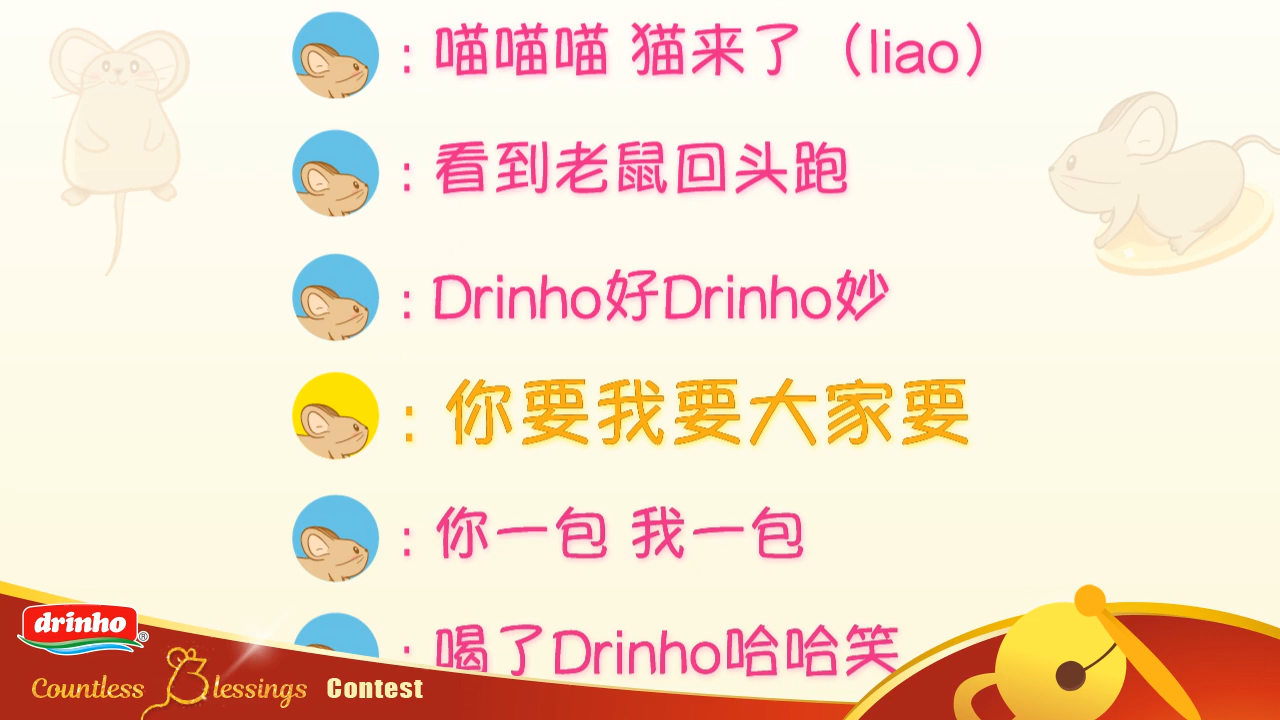 : 喵喵喵 猫来了（liao）
: 看到老鼠回头跑
: Drinho好Drinho妙
: 你要我要大家要
: 你一包 我一包
: 喝了Drinho哈哈笑
drinho®
Countless Blessings Contest